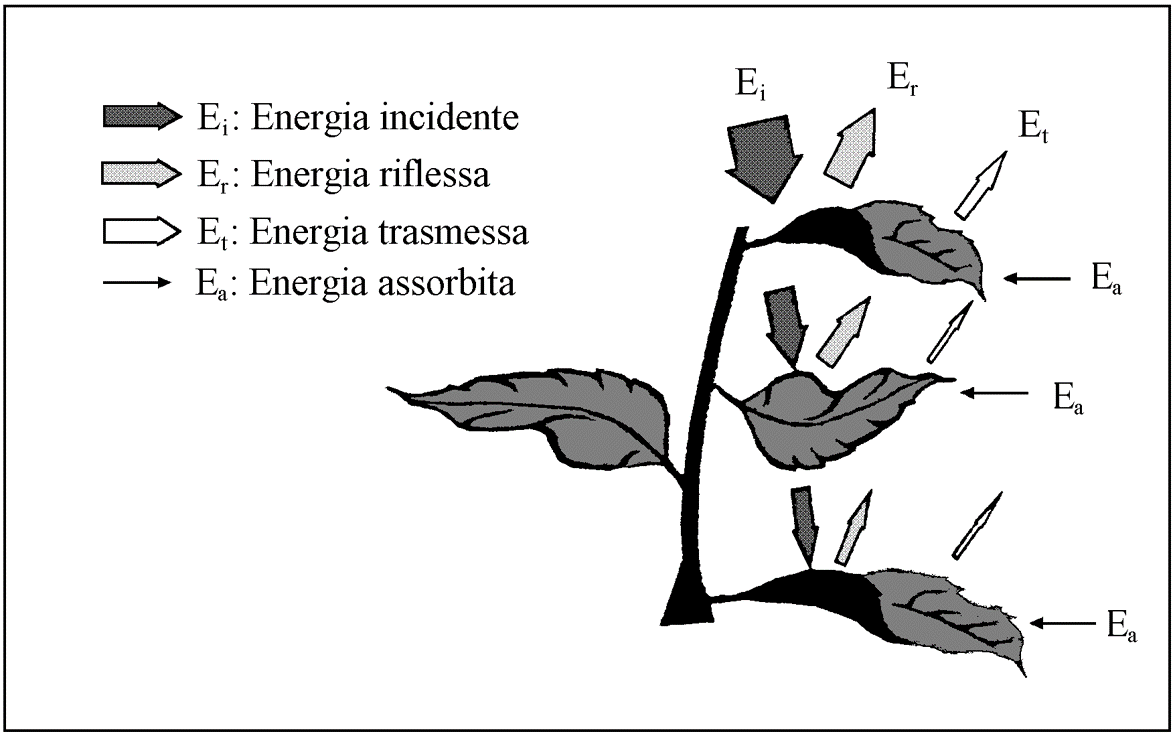 Ei: Energia incidente
Er: Energia riflessa
Et: Energia trasmessa
Ea: Energia assorbita
Ei
Er
Et
Ea
Ea
Ea